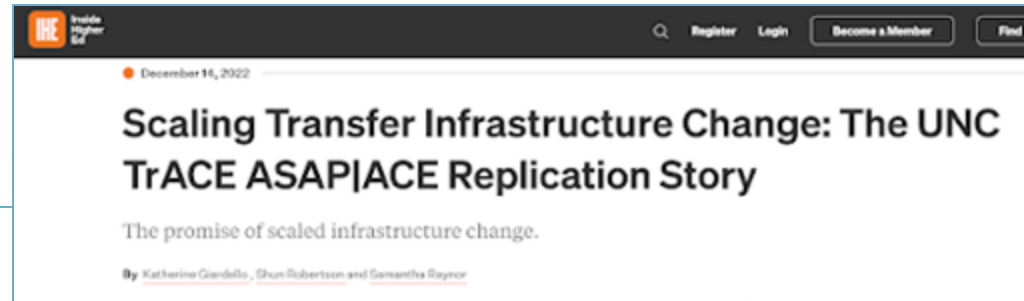 IHE
Inside
Higher
Ed
Register Login Become a Member Find
December 14, 2022
Scaling Transfer Infrastructure Change: The UNC
TrACE ASAP|ACE Replication Story
The promise of scaled infrastructure change.
By Katherine Giardello, Shun Robertson and Samantha Raynor